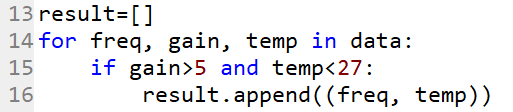 13 result=[]
14 for freq, gain, temp in data:
15     if gain>5 and temp<27:
16         result.append((freq, temp))